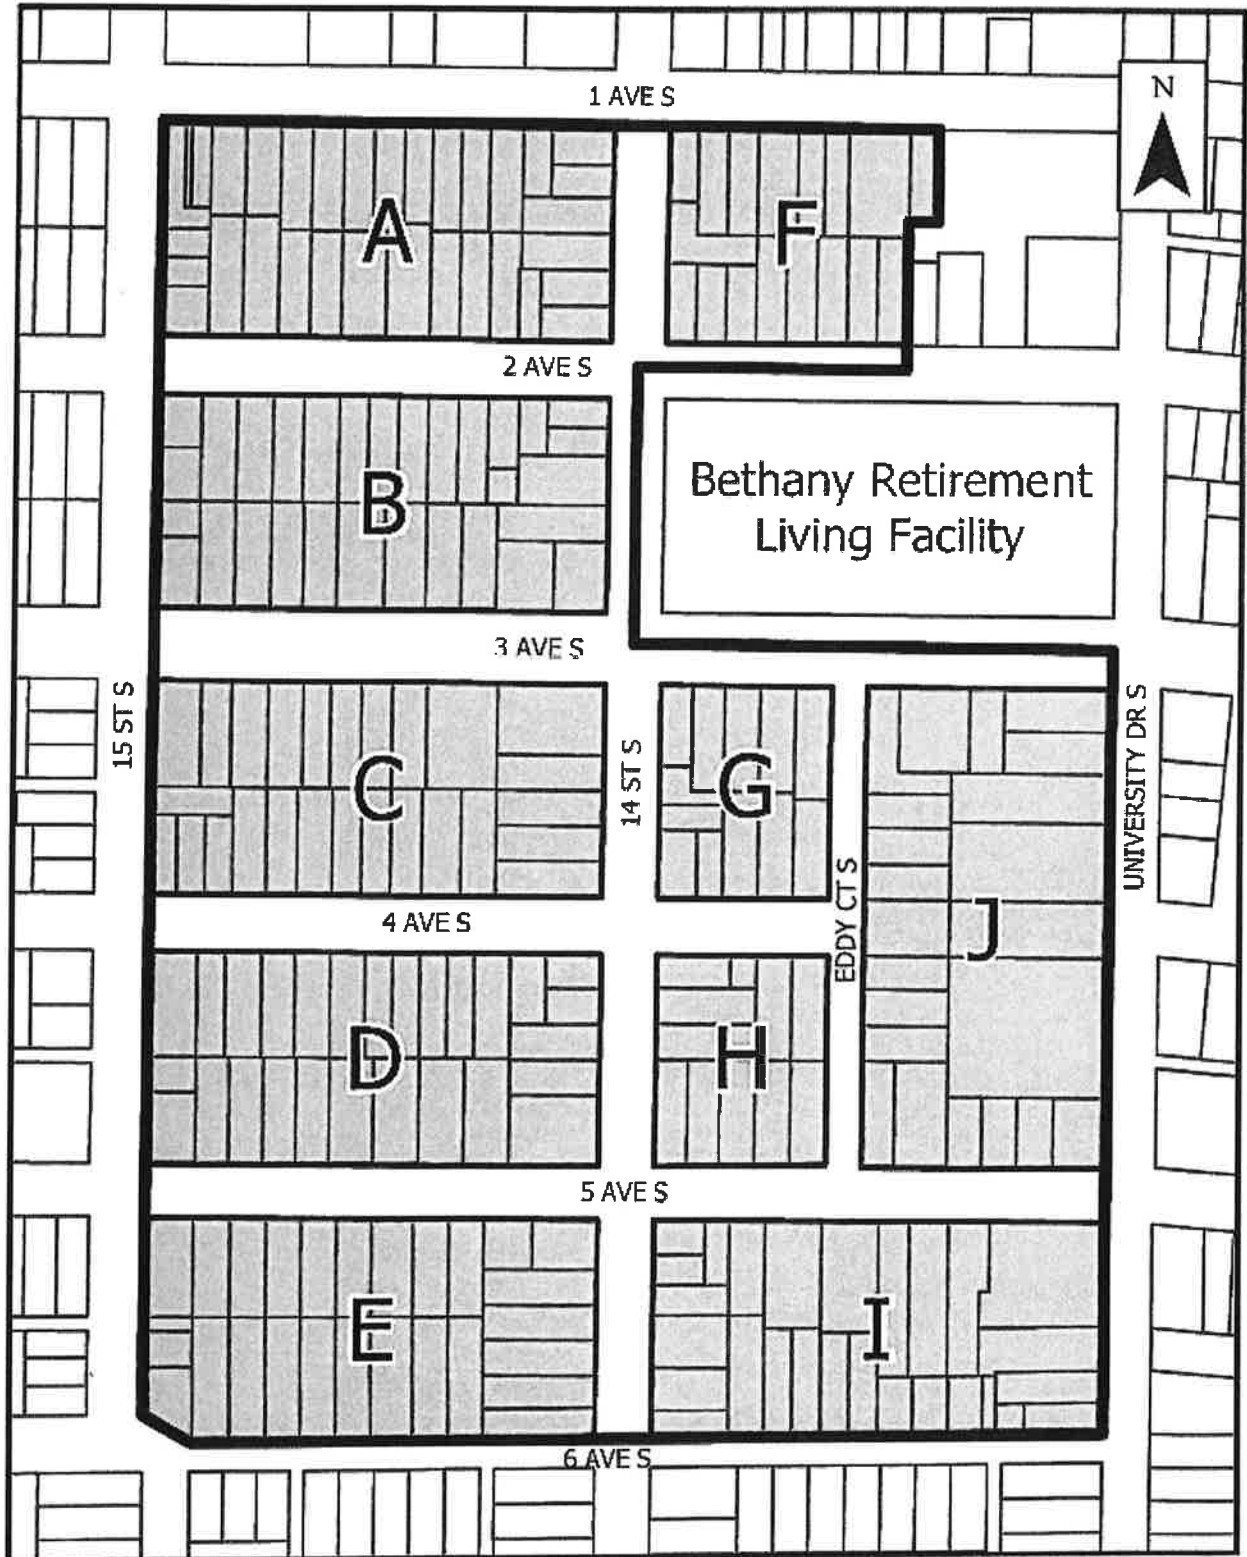 1 AVE S
N
A
F
2 AVE S
B
Bethany Retirement
Living Facility
3 AVE S
15 ST S
14 ST S
UNIVERSITY DR S
C
G
EDDY CT S
J
4 AVE S
D
H
5 AVE S
E
I
6 AVE S